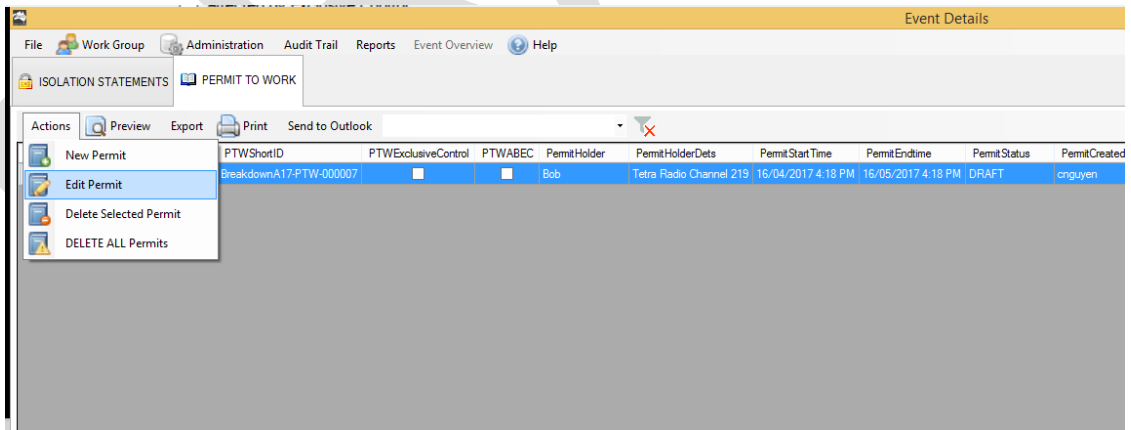 Event Details
File Work Group Administration Audit Trail Reports Event Overview Help
ISOLATION STATEMENTS PERMIT TO WORK
Actions Preview Export Print Send to Outlook
PTWShortID PTWExclusiveControl PTWABEC PermitHolder PermitHolderDets PermitStartTime PermitEndtime PermitStatus PermitCreated
BreakdownA17-PTW-000007 Bob Tetra Radio Channel 219 16/04/2017 4:18 PM 16/05/2017 4:18 PM DRAFT cnguyen
New Permit
Edit Permit
Delete Selected Permit
DELETE ALL Permits